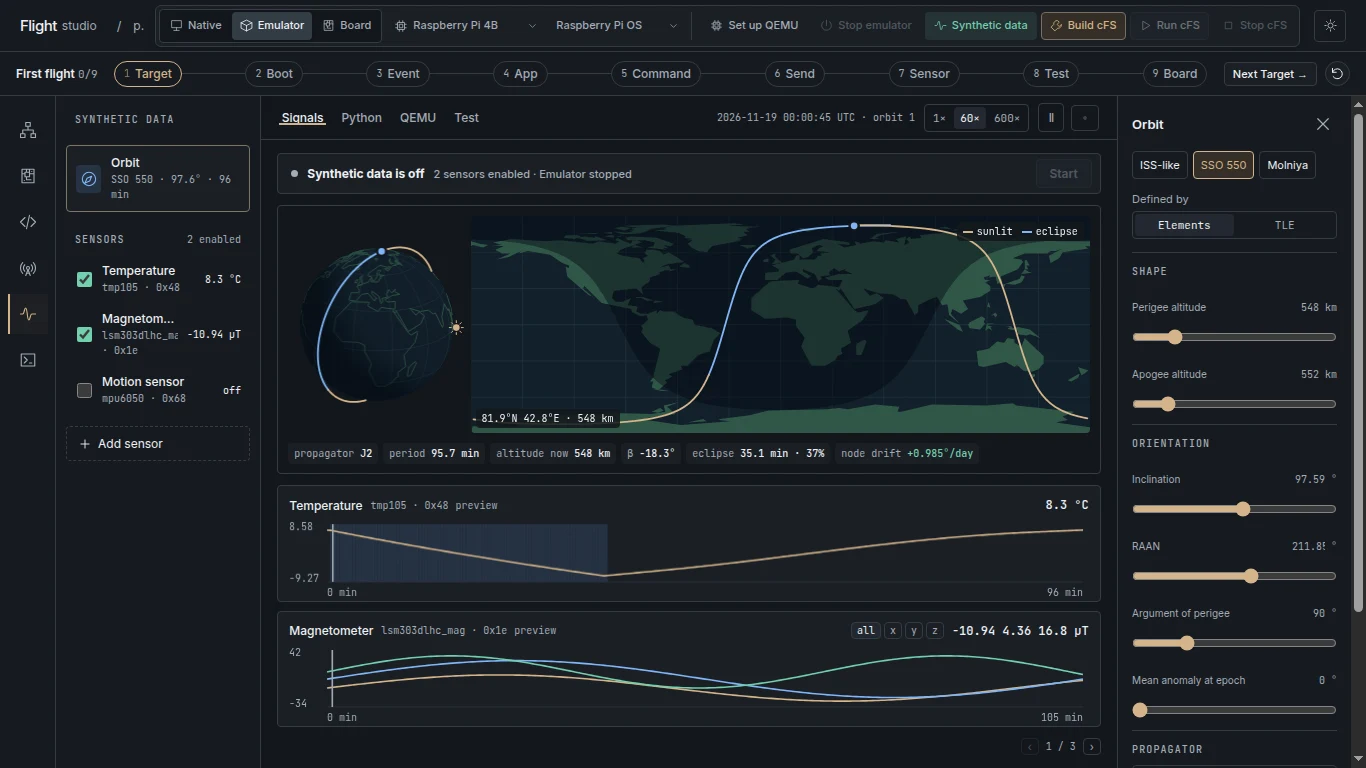 Flight studio / p.
Native Emulator Board Raspberry Pi 4B Raspberry Pi OS Set up QEMU Stop emulator Synthetic data Build cFS Run cFS Stop cFS
First flight 0/9 1 Target 2 Boot 3 Event 4 App 5 Command 6 Send 7 Sensor 8 Test 9 Board Next Target →
SYNTHETIC DATA
Orbit
SSO 550 · 97.6° · 96
min
SENSORS 2 enabled
Temperature
tmp105 · 0x48
8.3 °C
Magnetom...
lsm303dlhc_ma
· 0x1e
-10.94 µT
Motion sensor
mpu6050 · 0x68
off
+ Add sensor
Signals Python QEMU Test
2026-11-19 00:00:45 UTC · orbit 1 1× 60× 600×
Synthetic data is off 2 sensors enabled · Emulator stopped Start
sunlit eclipse
81.9°N 42.8°E · 548 km
propagator J2 period 95.7 min altitude now 548 km β -18.3° eclipse 35.1 min · 37% node drift +0.985°/day
Temperature tmp105 · 0x48 preview 8.3 °C
8.58
-9.27
0 min 96 min
Magnetometer lsm303dlhc_mag · 0x1e preview all x y z -10.94 4.36 16.8 µT
42
-34
0 min 105 min
‹ 1 / 3 ›
Orbit
ISS-like SSO 550 Molniya
Defined by
Elements TLE
SHAPE
Perigee altitude 548 km
Apogee altitude 552 km
ORIENTATION
Inclination 97.59 °
RAAN 211.85 °
Argument of perigee 90 °
Mean anomaly at epoch 0 °
PROPAGATOR